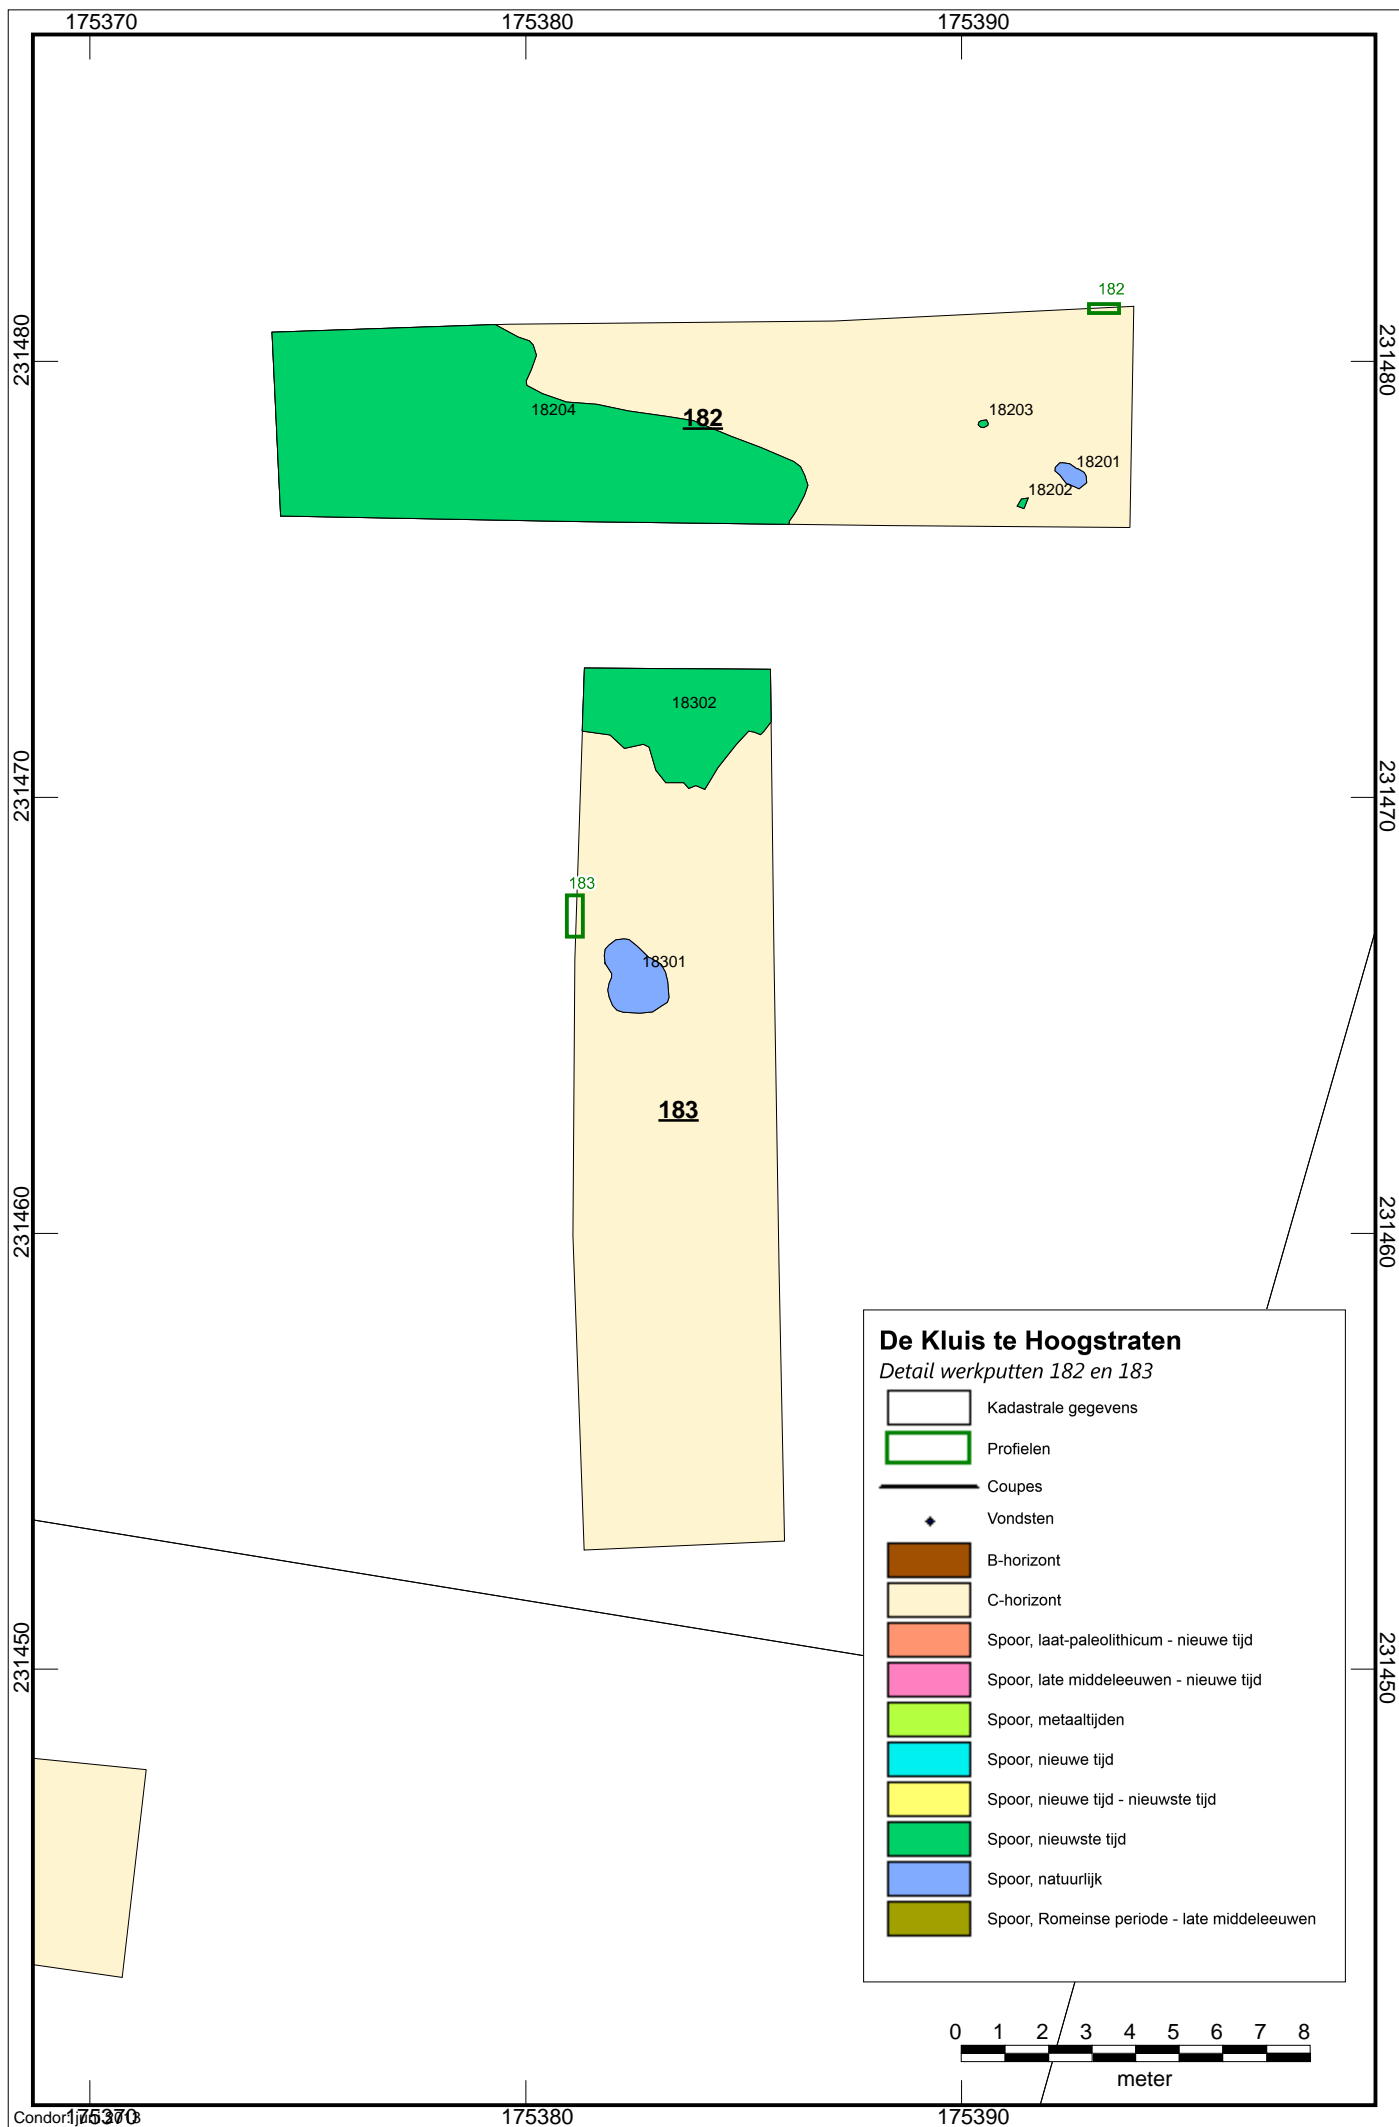 175370 175380 175390
182
231480 231480
18204 182 18203
18201
18202
18302
231470 231470
183
18301
183
231460 231460
De Kluis te Hoogstraten
Detail werkputten 182 en 183
Kadastrale gegevens
Profielen
Coupes
Vondsten
B-horizont
C-horizont
Spoor, laat-paleolithicum - nieuwe tijd
231450 231450
Spoor, late middeleeuwen - nieuwe tijd
Spoor, metaaltijden
Spoor, nieuwe tijd
Spoor, nieuwe tijd - nieuwste tijd
Spoor, nieuwste tijd
Spoor, natuurlijk
Spoor, Romeinse periode - late middeleeuwen
0 1 2 3 4 5 6 7 8
meter
175370 175380 175390
Condor: